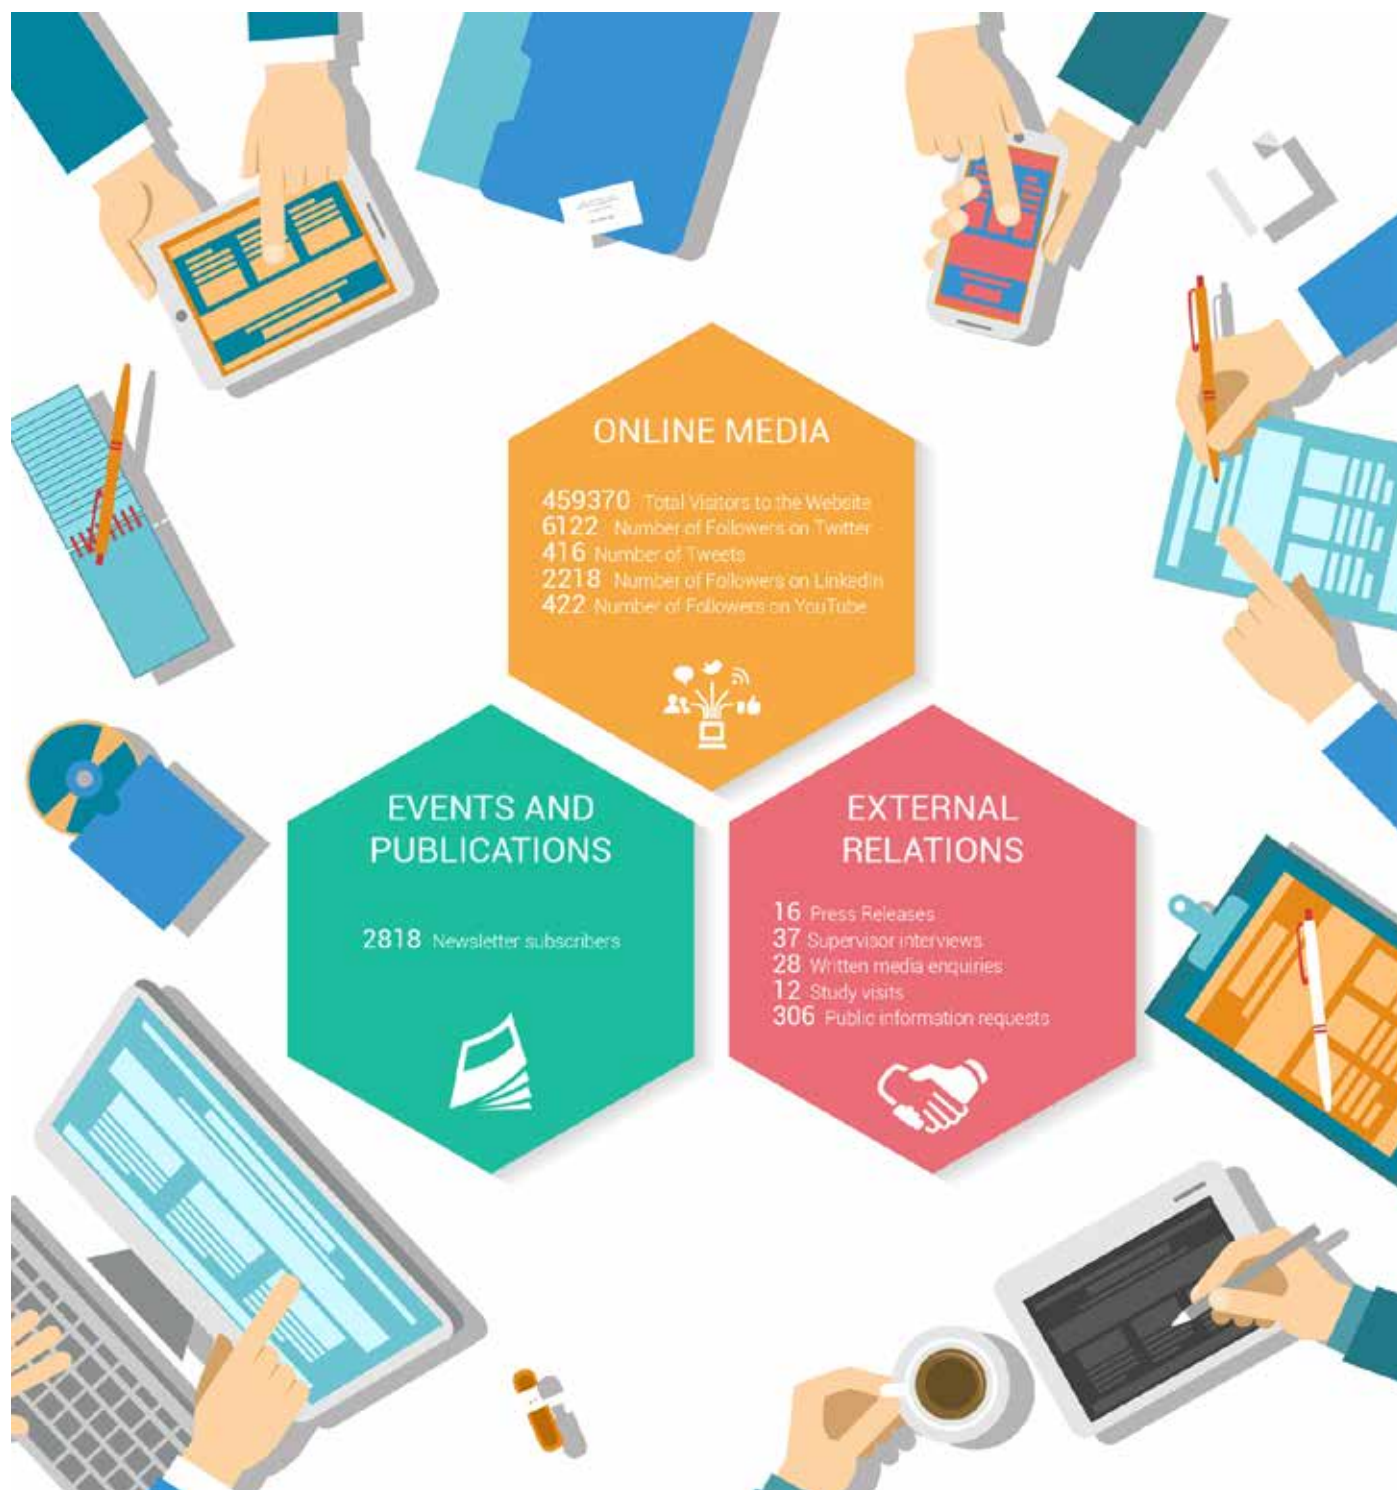 ONLINE MEDIA
459370 Total Visitors to the Website
6122 Number of Followers on Twitter
416 Number of Tweets
2218 Number of Followers on LinkedIn
422 Number of Followers on YouTube
EVENTS AND
PUBLICATIONS
2818 Newsletter subscribers
EXTERNAL
RELATIONS
16 Press Releases
37 Supervisor interviews
28 Written media enquiries
12 Study visits
306 Public information requests